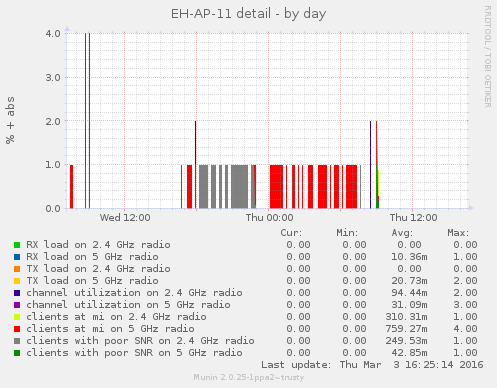 EH-AP-11 detail - by day
RRDTOOL / TOBI OETIKER
% + abs
4.0
3.0
2.0
1.0
0.0
Wed 12:00 Thu 00:00 Thu 12:00
Cur: Min: Avg: Max:
RX load on 2.4 GHz radio 0.00 0.00 0.00 0.00
RX load on 5 GHz radio 0.00 0.00 10.36m 1.00
TX load on 2.4 GHz radio 0.00 0.00 0.00 0.00
TX load on 5 GHz radio 0.00 0.00 20.73m 2.00
channel utilization on 2.4 GHz radio 0.00 0.00 94.44m 2.00
channel utilization on 5 GHz radio 0.00 0.00 31.09m 3.00
clients at mi on 2.4 GHz radio 0.00 0.00 310.31m 1.00
clients at mi on 5 GHz radio 0.00 0.00 759.27m 4.00
clients with poor SNR on 2.4 GHz radio 0.00 0.00 249.53m 1.00
clients with poor SNR on 5 GHz radio 0.00 0.00 42.85m 1.00
Last update: Thu Mar 3 16:25:14 2016
Munin 2.0.25-1ppa2~trusty